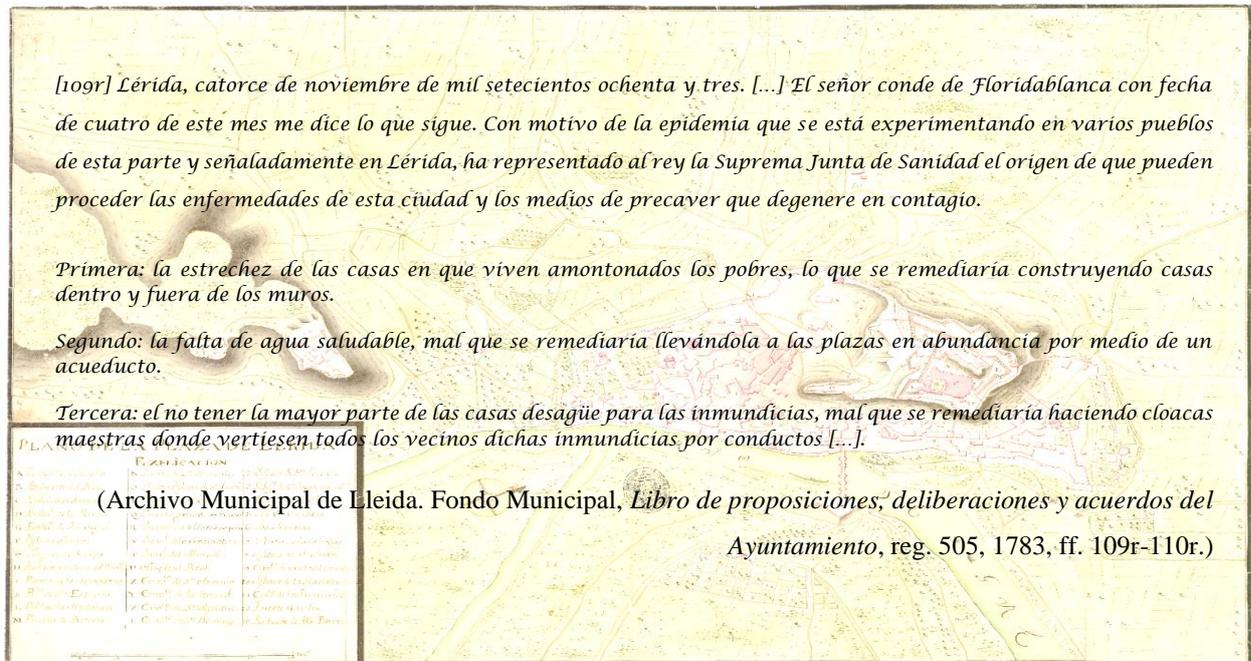 [109r] Lérida, catorce de noviembre de mil setecientos ochenta y tres. [...] El señor conde de Floridablanca con fecha
de cuatro de este mes me dice lo que sigue. Con motivo de la epidemia que se está experimentando en varios pueblos
de esta parte y señaladamente en Lérida, ha representado al rey la Suprema Junta de Sanidad el origen de que pueden
proceder las enfermedades de esta ciudad y los medios de precaver que degenere en contagio.
Primera: la estrechez de las casas en que viven amontonados los pobres, lo que se remediaría construyendo casas
dentro y fuera de los muros.
Segundo: la falta de agua saludable, mal que se remediaría llevándola a las plazas en abundancia por medio de un
acueducto.
Tercera: el no tener la mayor parte de las casas desagüe para las inmundicias, mal que se remediaría haciendo cloacas
maestras donde vertiesen todos los vecinos dichas inmundicias por conductos [...].
(Archivo Municipal de Lleida. Fondo Municipal, Libro de proposiciones, deliberaciones y acuerdos del
Ayuntamiento, reg. 505, 1783, ff. 109r-110r.)
PLANO DE LA PLAZA DE LERIDA
EXPLICACION